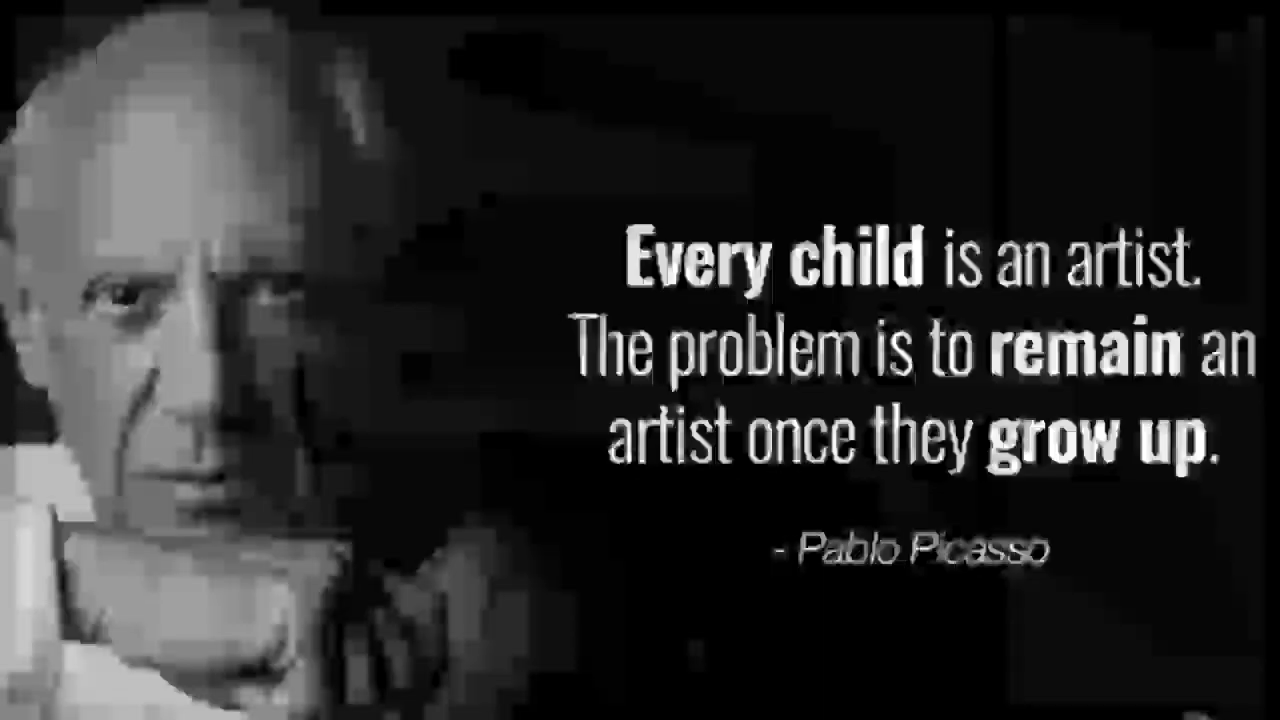 Every child is an artist.
The problem is to remain an
artist once they grow up.
- Pablo Picasso